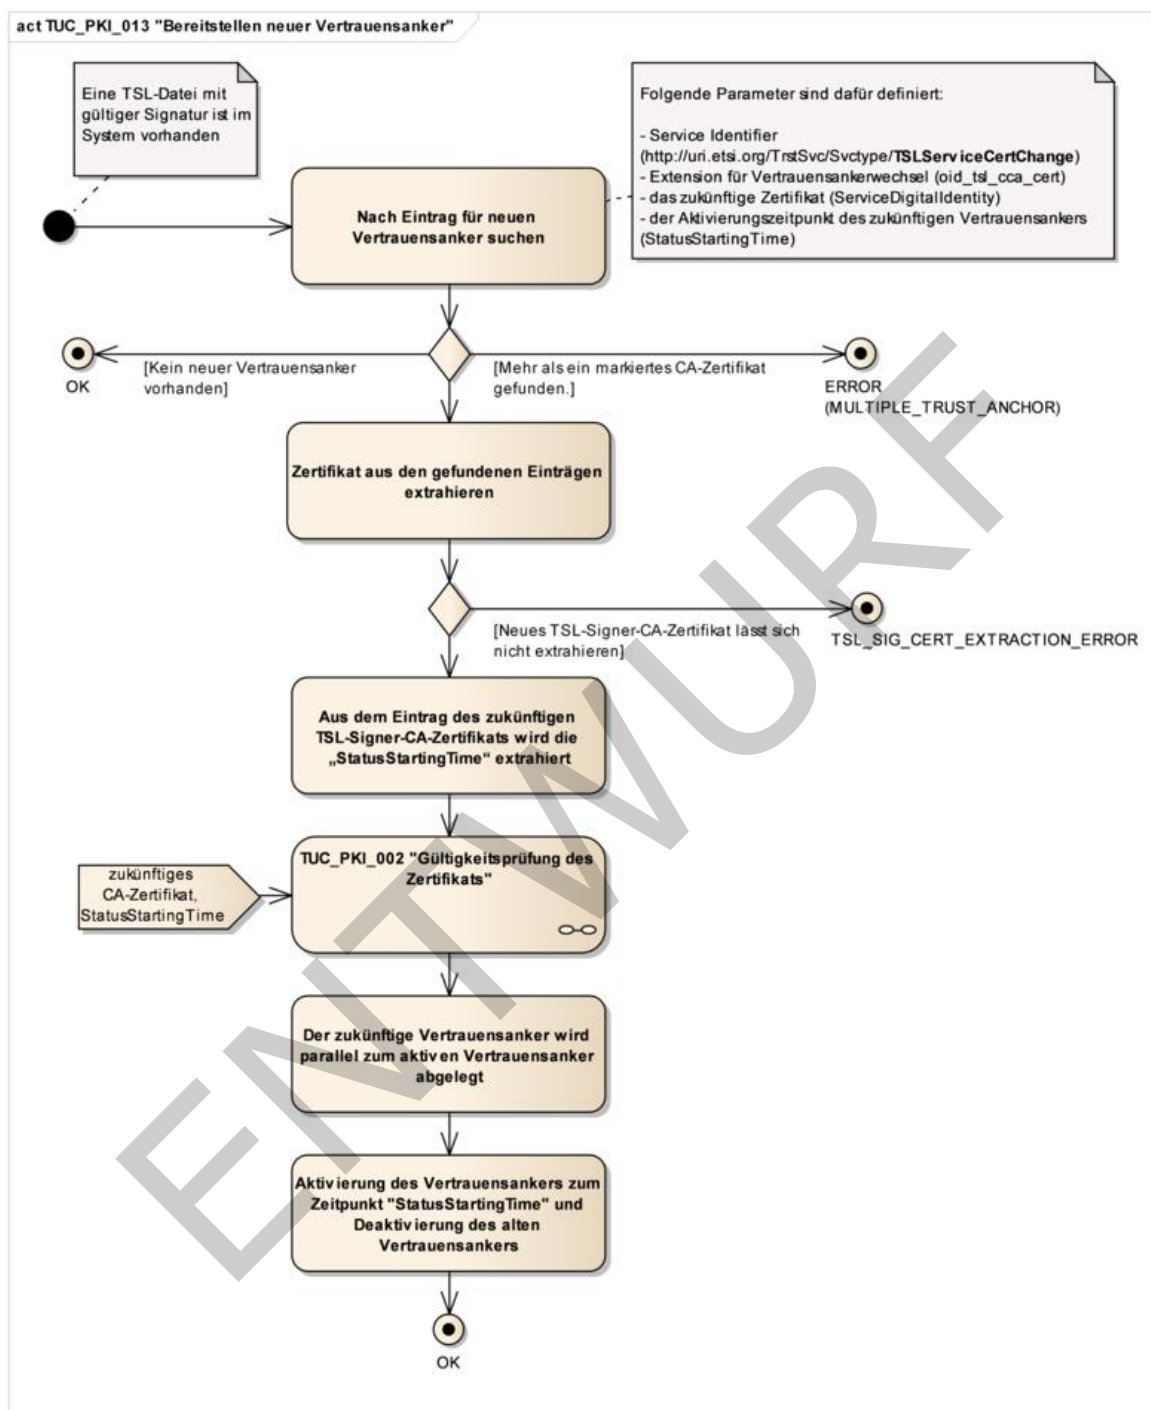 act TUC_PKI_013 "Bereitstellen neuer Vertrauensanker"
Eine TSL-Datei mit
gültiger Signatur ist im
System vorhanden
Folgende Parameter sind dafür definiert:
- Service Identifier
(http://uri.etsi.org/TrstSvc/Svctype/TSLServiceCertChange)
- Extension für Vertrauensankerwechsel (oid_tsl_cca_cert)
- das zukünftige Zertifikat (ServiceDigitalIdentity)
- der Aktivierungszeitpunkt des zukünftigen Vertrauensankers
(StatusStartingTime)
Nach Eintrag für neuen
Vertrauensanker suchen
[Kein neuer Vertrauensanker
vorhanden]
OK
[Mehr als ein markiertes CA-Zertifikat
gefunden.]
ERROR
(MULTIPLE_TRUST_ANCHOR)
Zertifikat aus den gefundenen Einträgen
extrahieren
[Neues TSL-Signer-CA-Zertifikat lässt sich
nicht extrahieren]
TSL_SIG_CERT_EXTRACTION_ERROR
Aus dem Eintrag des zukünftigen
TSL-Signer-CA-Zertifikats wird die
„StatusStartingTime“ extrahiert
TUC_PKI_002 "Gültigkeitsprüfung des
Zertifikats"
zukünftiges
CA-Zertifikat,
StatusStartingTime
Der zukünftige Vertrauensanker wird
parallel zum aktiven Vertrauensanker
abgelegt
Aktivierung des Vertrauensankers zum
Zeitpunkt "StatusStartingTime" und
Deaktivierung des alten
Vertrauensankers
OK
ENTWURF